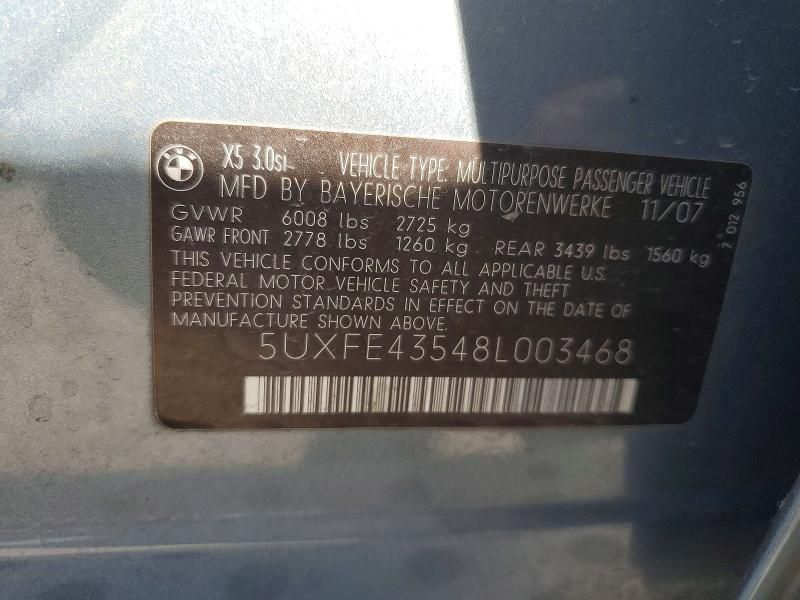 X5 3.0si VEHICLE TYPE: MULTIPURPOSE PASSENGER VEHICLE
MFD BY BAYERISCHE MOTORENWERKE 11/07
GVWR 6008 lbs 2725 kg
GAWR FRONT 2778 lbs 1260 kg REAR 3439 lbs 1560 kg
THIS VEHICLE CONFORMS TO ALL APPLICABLE U.S.
FEDERAL MOTOR VEHICLE SAFETY AND THEFT
PREVENTION STANDARDS IN EFFECT ON THE DATE OF
MANUFACTURE SHOWN ABOVE.
5UXFE43548L003468
7 012 956